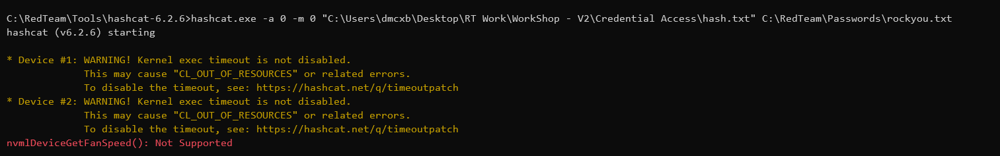 C:\RedTeam\Tools\hashcat-6.2.6>hashcat.exe -a 0 -m 0 "C:\Users\dmcxb\Desktop\RT Work\WorkShop - V2\Credential Access\hash.txt" C:\RedTeam\Passwords\rockyou.txt
hashcat (v6.2.6) starting
* Device #1: WARNING! Kernel exec timeout is not disabled.
This may cause "CL_OUT_OF_RESOURCES" or related errors.
To disable the timeout, see: https://hashcat.net/q/timeoutpatch
* Device #2: WARNING! Kernel exec timeout is not disabled.
This may cause "CL_OUT_OF_RESOURCES" or related errors.
To disable the timeout, see: https://hashcat.net/q/timeoutpatch
nvmlDeviceGetFanSpeed(): Not Supported